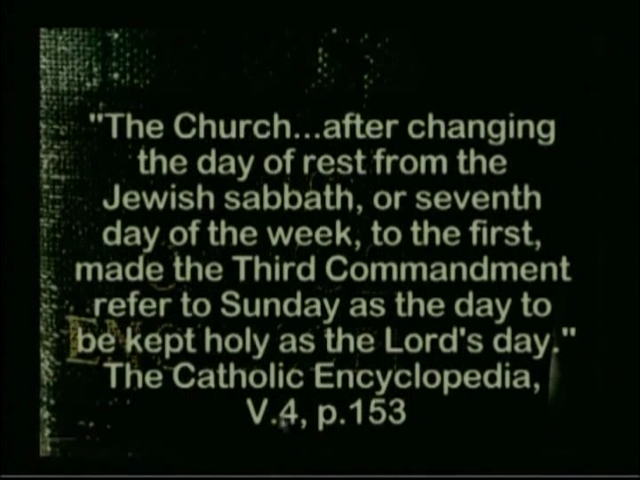 "The Church...after changing
the day of rest from the
Jewish sabbath, or seventh
day of the week, to the first,
made the Third Commandment
refer to Sunday as the day to
be kept holy as the Lord's day."
The Catholic Encyclopedia,
V.4, p.153